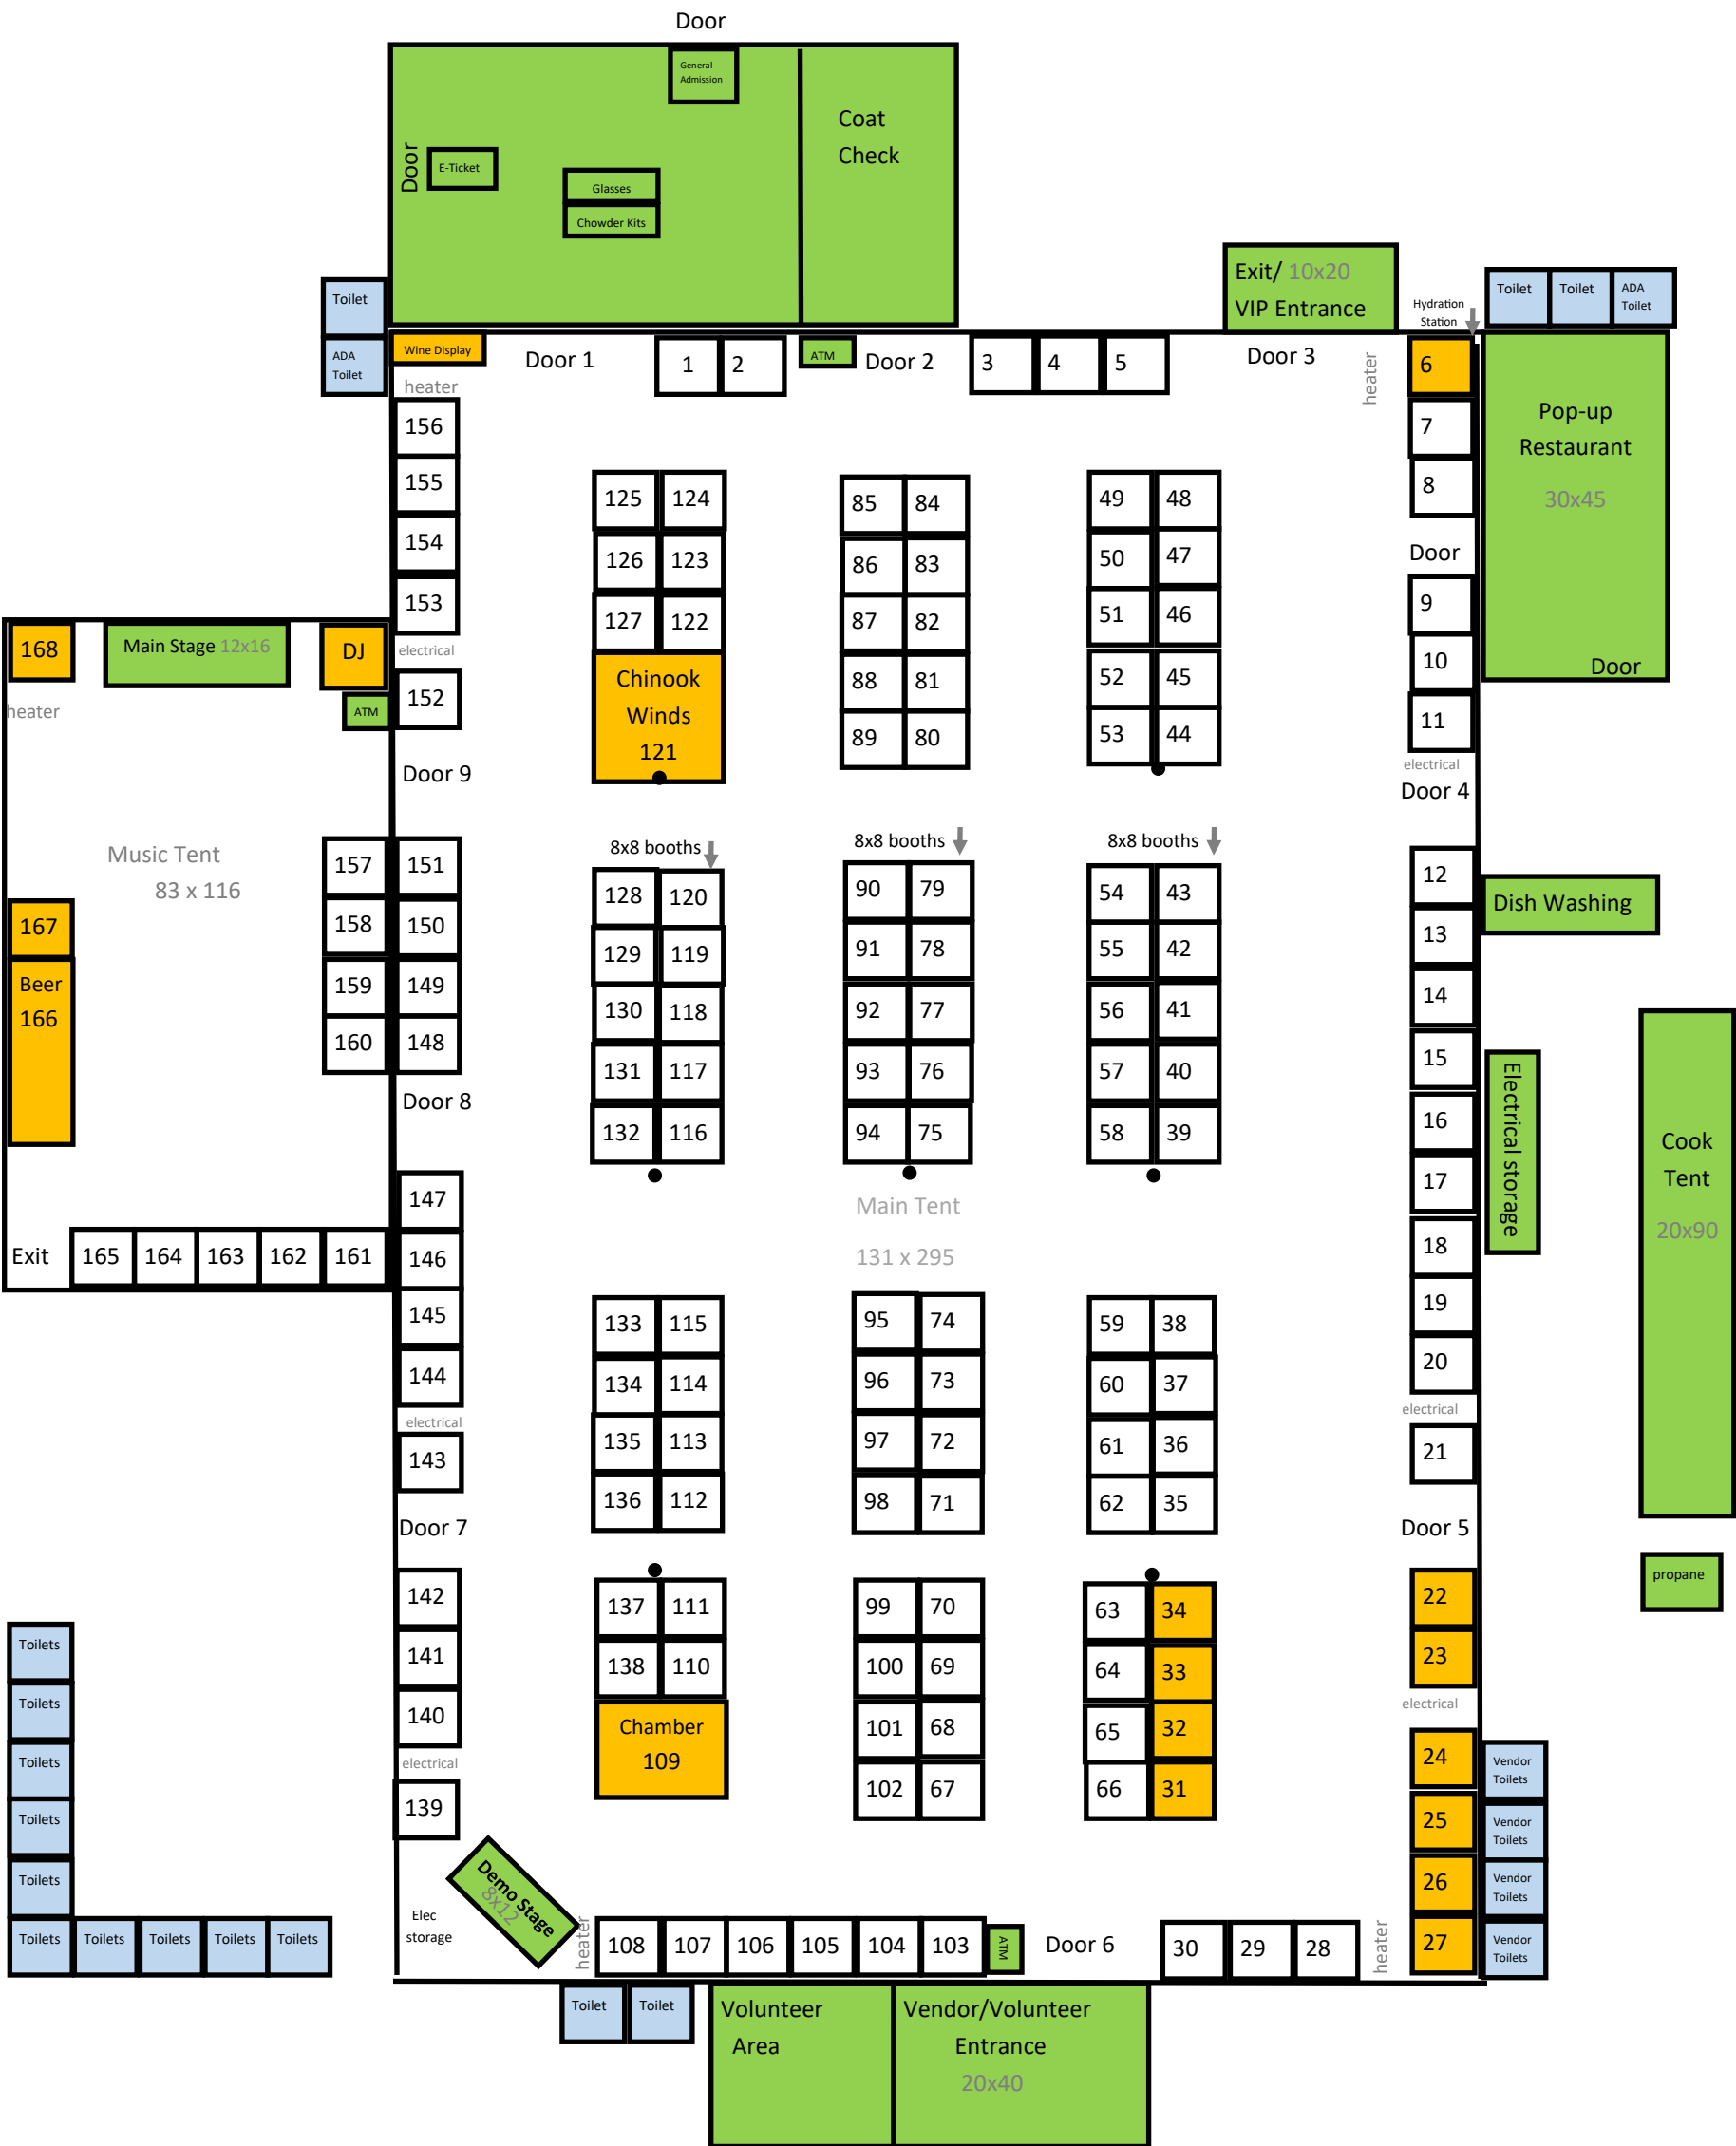 Door
General
Admission
Coat
Check
Door
E-Ticket
Glasses
Chowder Kits
Exit/ 10x20
VIP Entrance
Toilet
ADA
Toilet
Hydration
Station
Toilet
Toilet
ADA
Toilet
Wine Display
Door 1
1
2
ATM
Door 2
3
4
5
Door 3
heater
6
heater
Pop-up
Restaurant
30x45
Door
156
155
154
153
electrical
152
Door 9
7
8
Door
9
10
11
electrical
Door 4
125
124
126
123
127
122
Chinook
Winds
121
85
84
86
83
87
82
88
81
89
80
49
48
50
47
51
46
52
45
53
44
168
Main Stage 12x16
DJ
heater
ATM
Music Tent
83 x 116
157
151
158
150
159
149
160
148
167
Beer
166
Door 8
8x8 booths
8x8 booths
8x8 booths
128
120
129
119
130
118
131
117
132
116
90
79
91
78
92
77
93
76
94
75
54
43
55
42
56
41
57
40
58
39
12
13
14
15
16
17
18
19
20
electrical
21
Door 5
Dish Washing
Electrical storage
Cook
Tent
20x90
propane
Main Tent
131 x 295
147
146
145
144
electrical
143
Door 7
Exit
165
164
163
162
161
133
115
134
114
135
113
136
112
95
74
96
73
97
72
98
71
59
38
60
37
61
36
62
35
142
141
140
electrical
139
137
111
138
110
Chamber
109
99
70
100
69
101
68
102
67
63
34
64
33
65
32
66
31
22
23
electrical
24
25
26
27
Vendor
Toilets
Vendor
Toilets
Vendor
Toilets
Vendor
Toilets
Toilets
Toilets
Toilets
Toilets
Toilets
Toilets
Toilets
Toilets
Toilets
Toilets
Elec
storage
Demo Stage
8x12
heater
108
107
106
105
104
103
ATM
Door 6
30
29
28
heater
Toilet
Toilet
Volunteer
Area
Vendor/Volunteer
Entrance
20x40